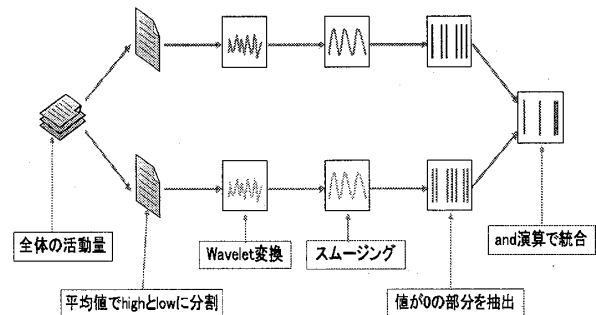 全体の活動量
平均値でhighとlowに分割
Wavelet変換
スムージング
値が0の部分を抽出
and演算で統合